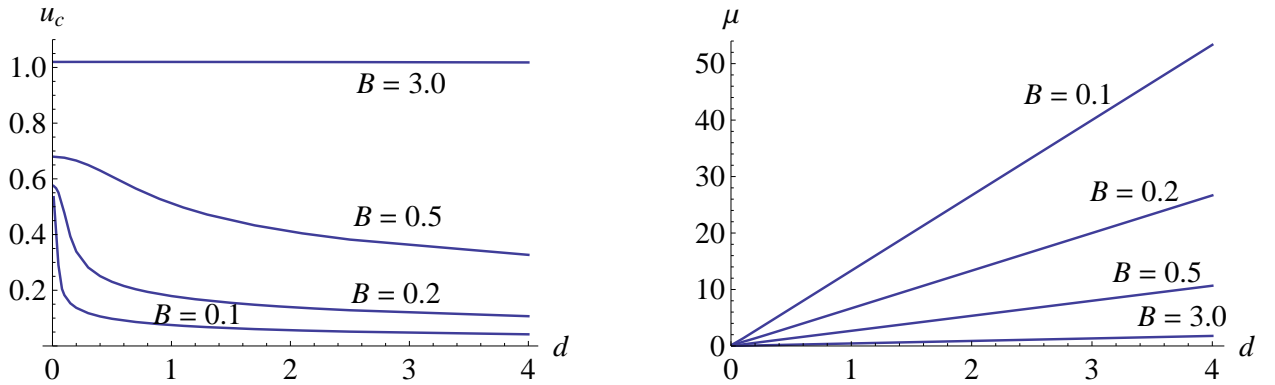 u_c
1.0
0.8
0.6
0.4
0.2
B = 3.0
B = 0.5
B = 0.2
B = 0.1
0 1 2 3 4 d
μ
50
40
30
20
10
0
B = 0.1
B = 0.2
B = 0.5
B = 3.0
0 1 2 3 4 d